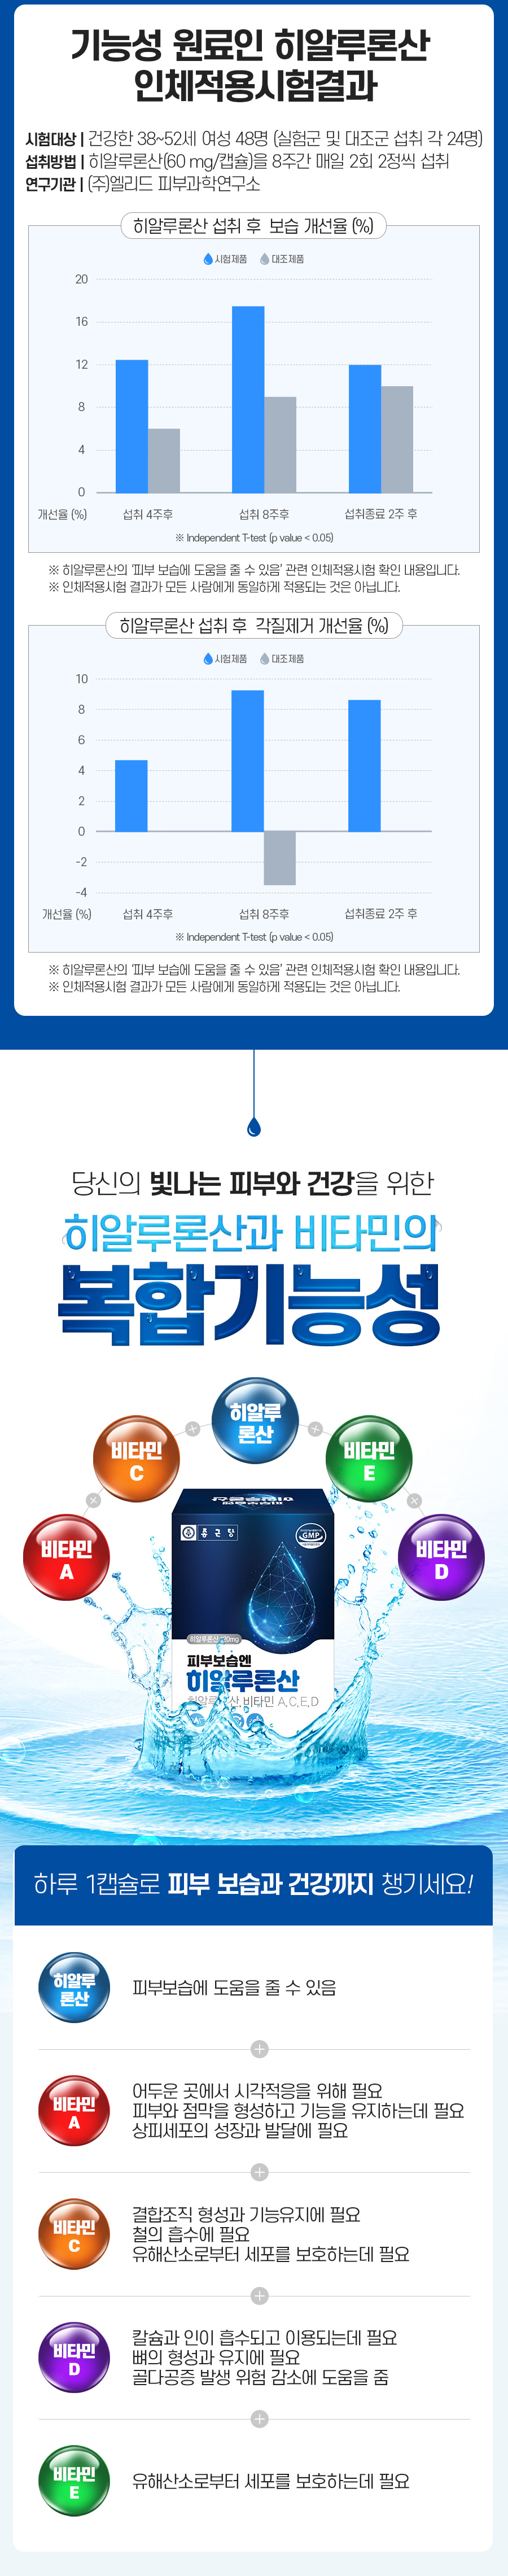 기능성 원료인 히알루론산
인체적용시험결과
시험대상 | 건강한 38~52세 여성 48명 (실험군 및 대조군 섭취 각 24명)
섭취방법 | 히알루론산(60 mg/캡슐)을 8주간 매일 2회 2정씩 섭취
연구기관 | (주)엘리드 피부과학연구소
히알루론산 섭취 후 보습 개선율 (%)
시험제품 대조제품
20
16
12
8
4
0
개선율 (%) 섭취 4주후 섭취 8주후 섭취종료 2주 후
※ Independent T-test (p value < 0.05)
※ 히알루론산의 '피부 보습에 도움을 줄 수 있음' 관련 인체적용시험 확인 내용입니다.
※ 인체적용시험 결과가 모든 사람에게 동일하게 적용되는 것은 아닙니다.
히알루론산 섭취 후 각질제거 개선율 (%)
시험제품 대조제품
10
8
6
4
2
0
-2
-4
개선율 (%) 섭취 4주후 섭취 8주후 섭취종료 2주 후
※ Independent T-test (p value < 0.05)
※ 히알루론산의 '피부 보습에 도움을 줄 수 있음' 관련 인체적용시험 확인 내용입니다.
※ 인체적용시험 결과가 모든 사람에게 동일하게 적용되는 것은 아닙니다.
당신의 빛나는 피부와 건강을 위한
히알루론산과 비타민의
복합기능성
히알루
론산
비타민
C
비타민
E
비타민
A
비타민
D
종근당
GMP
피부보습엔
히알루론산
히알루론산, 비타민 A,C,E,D
하루 1캡슐로 피부 보습과 건강까지 챙기세요!
히알루
론산
피부보습에 도움을 줄 수 있음
비타민
A
어두운 곳에서 시각적응을 위해 필요
피부와 점막을 형성하고 기능을 유지하는데 필요
상피세포의 성장과 발달에 필요
비타민
C
결합조직 형성과 기능유지에 필요
철의 흡수에 필요
유해산소로부터 세포를 보호하는데 필요
비타민
D
칼슘과 인이 흡수되고 이용되는데 필요
뼈의 형성과 유지에 필요
골다공증 발생 위험 감소에 도움을 줌
비타민
E
유해산소로부터 세포를 보호하는데 필요